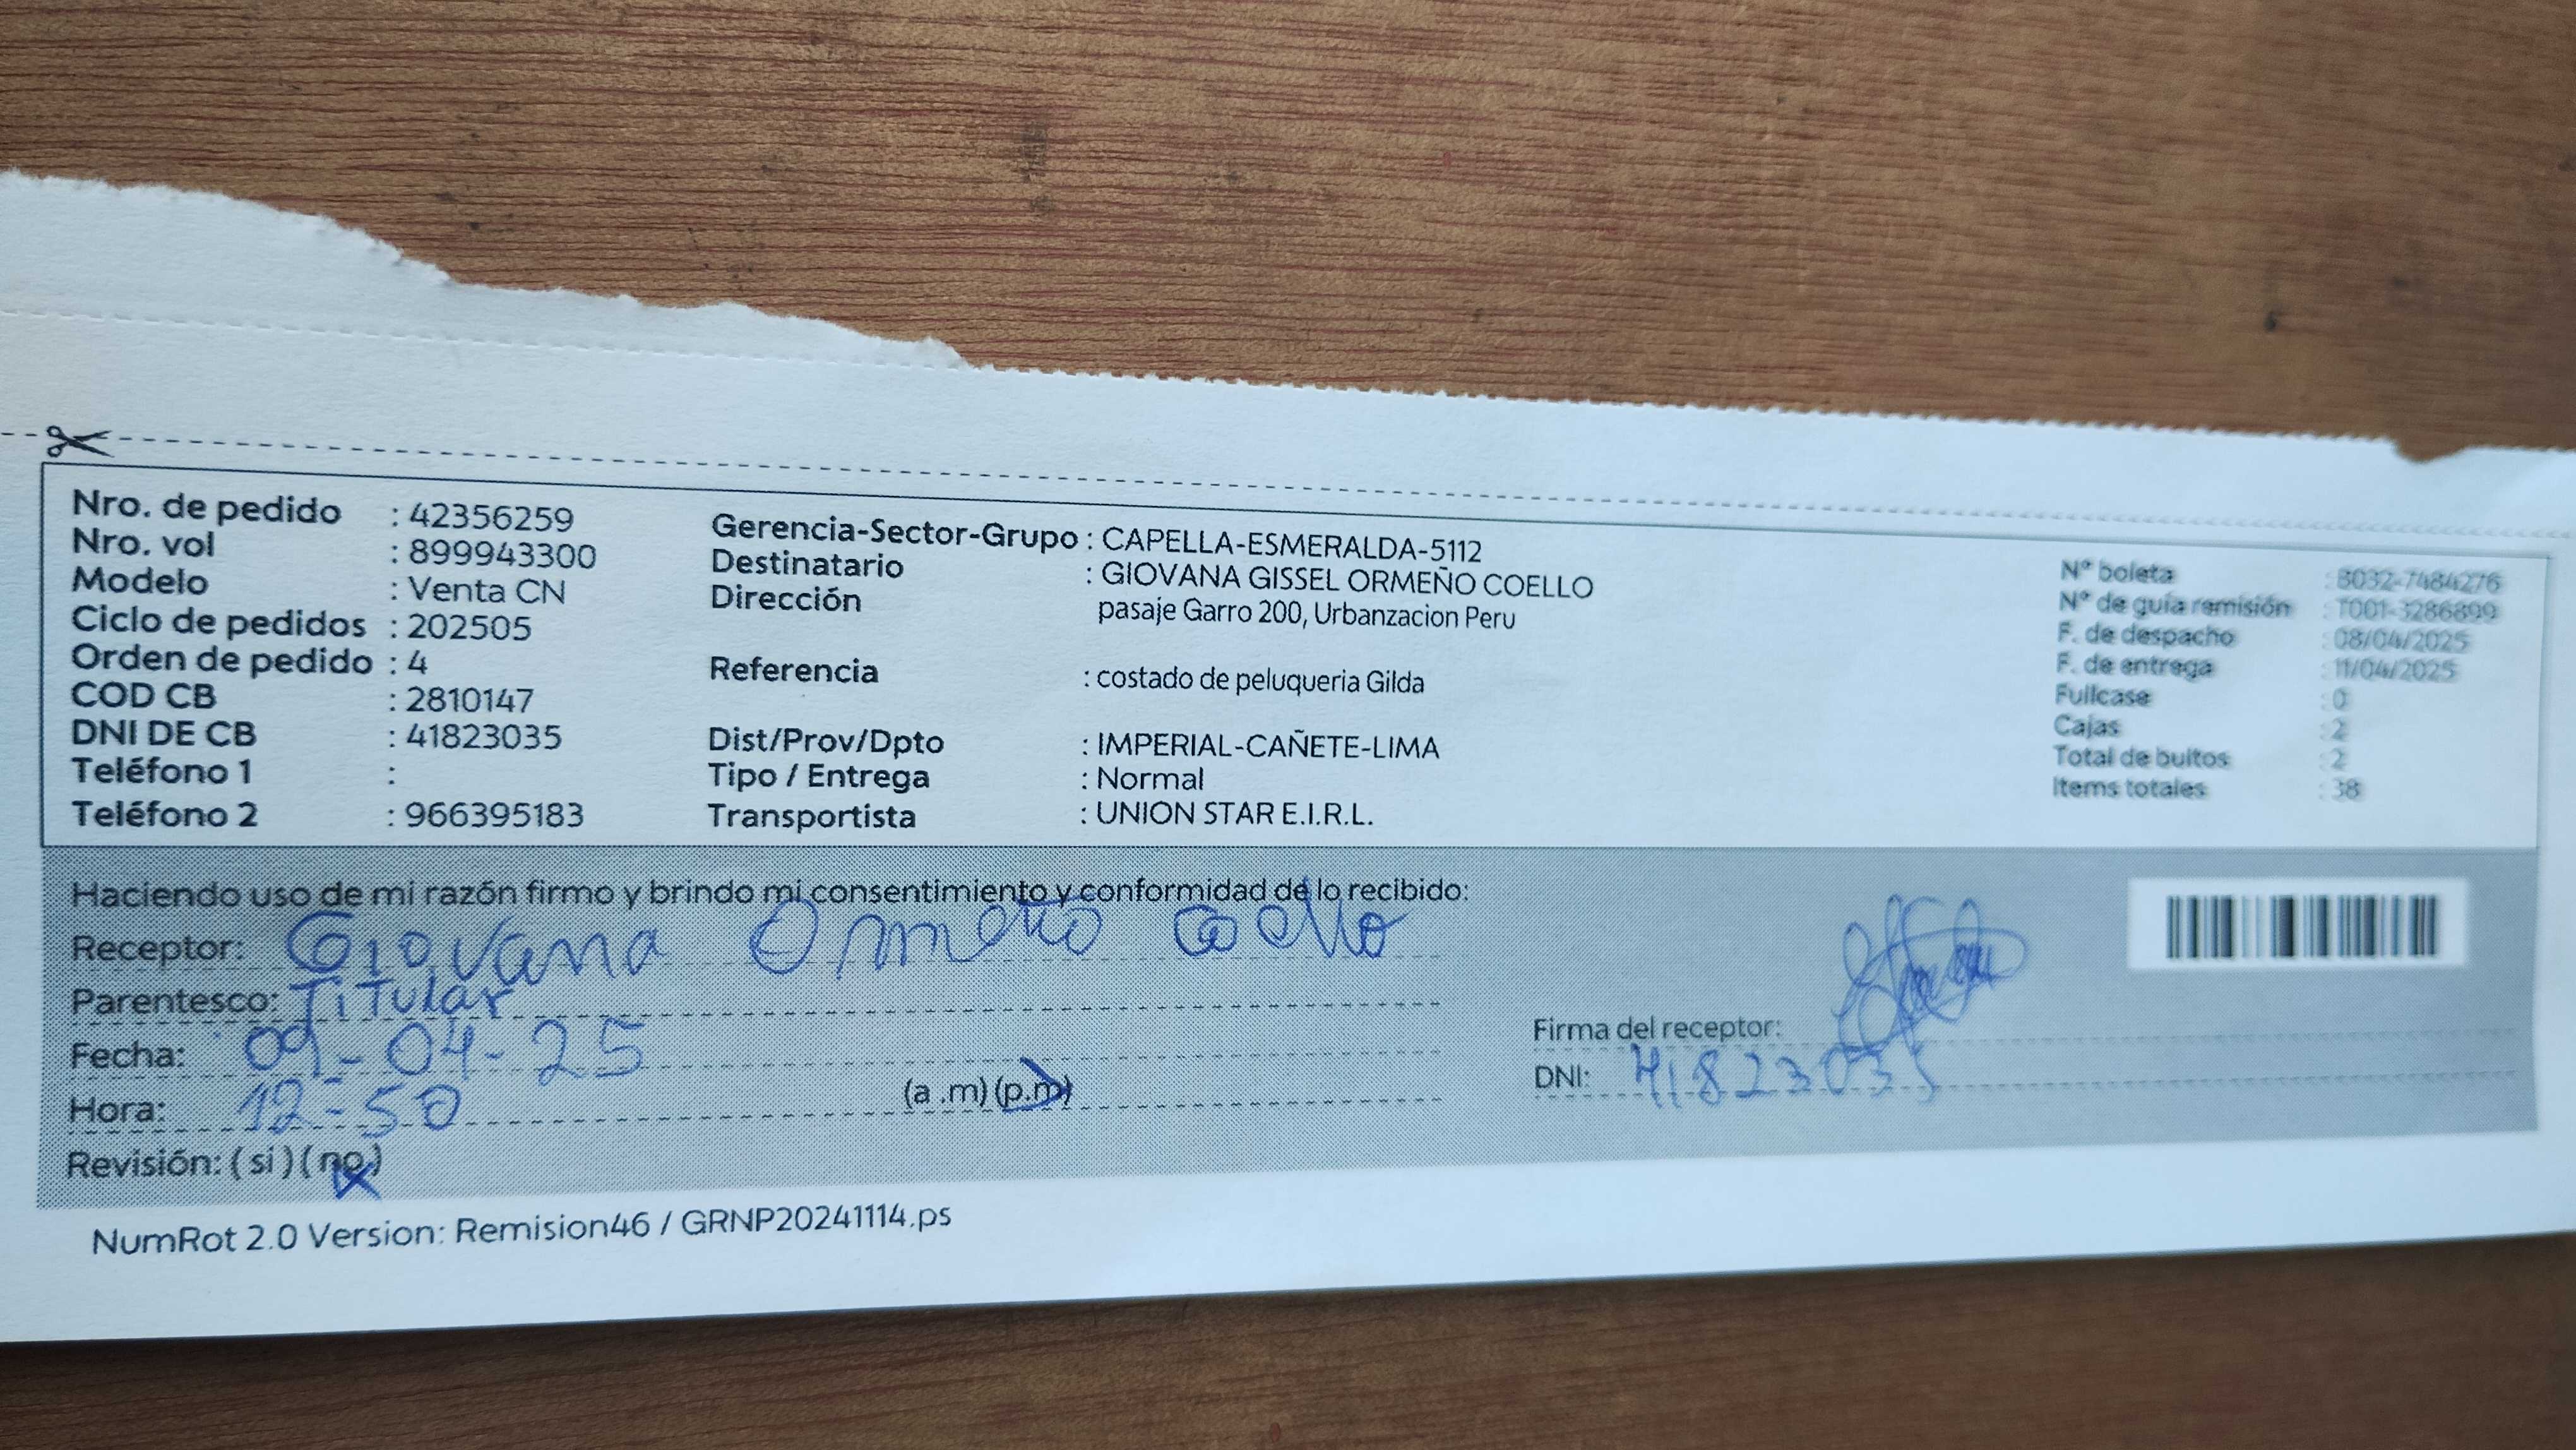 Nro. de pedido : 42356259
Nro. vol : 899943300
Modelo : Venta CN
Ciclo de pedidos : 202505
Orden de pedido : 4
COD CB : 2810147
DNI DE CB : 41823035
Teléfono 1 :
Teléfono 2 : 966395183
Gerencia-Sector-Grupo : CAPELLA-ESMERALDA-5112
Destinatario : GIOVANA GISSEL ORMEÑO COELLO
Dirección pasaje Garro 200, Urbanzacion Peru
Referencia : costado de peluqueria Gilda
Dist/Prov/Dpto : IMPERIAL-CAÑETE-LIMA
Tipo / Entrega : Normal
Transportista : UNION STAR E.I.R.L.
N° boleta : B032-7484276
N° de guía remisión : T001-3286899
F. de despacho : 08/04/2025
F. de entrega : 11/04/2025
Fullcase : 0
Cajas : 2
Total de bultos : 2
Items totales : 38
Haciendo uso de mi razón firmo y brindo mi consentimiento y conformidad de lo recibido:
Receptor: Giovana Ormeño Coello
Parentesco: Titular
Fecha: 09-04-25
Hora: 12-50 (a .m) (p.m)
Revisión: (si) (no)
Firma del receptor:
DNI: 41823035
NumRot 2.0 Version: Remision46 / GRNP20241114.ps